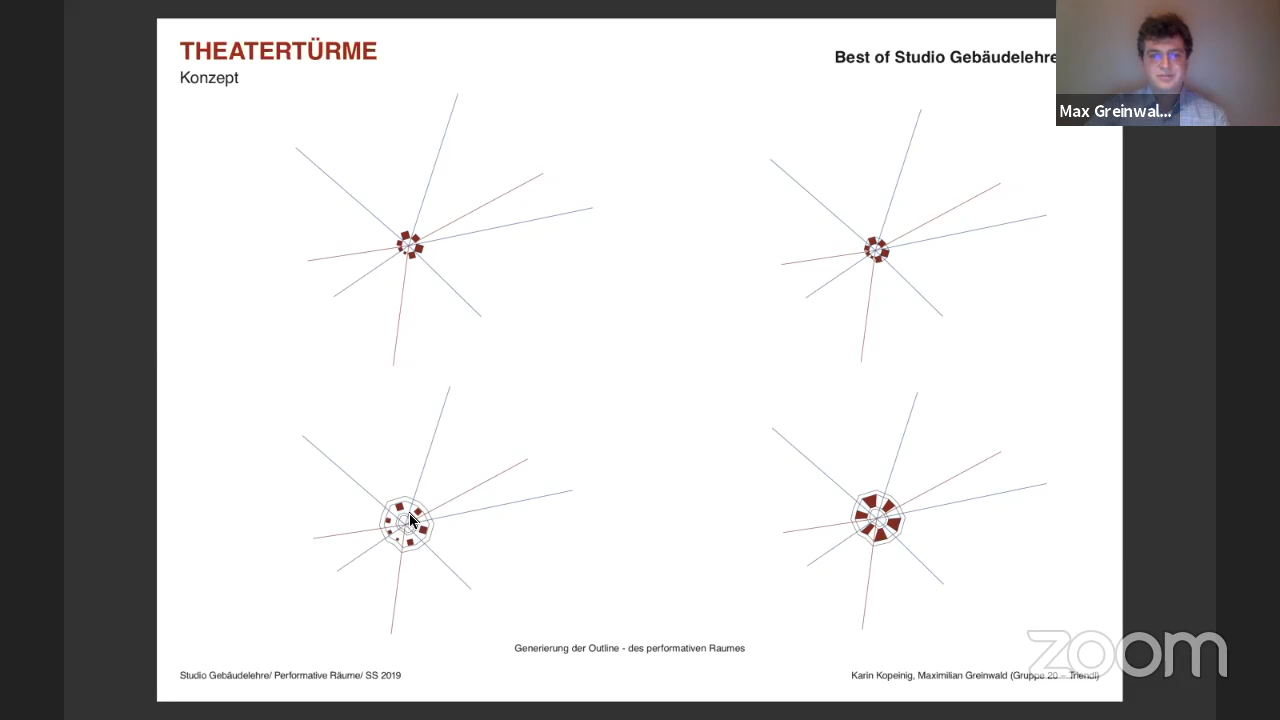 THEATERTÜRME
Konzept
Best of Studio Gebäudelehre
Max Greinwal...
Generierung der Outline - des performativen Raumes
Studio Gebäudelehre/ Performative Räume/ SS 2019
Karin Kopeinig, Maximilian Greinwald (Gruppe 20 – Triendl)
zoom